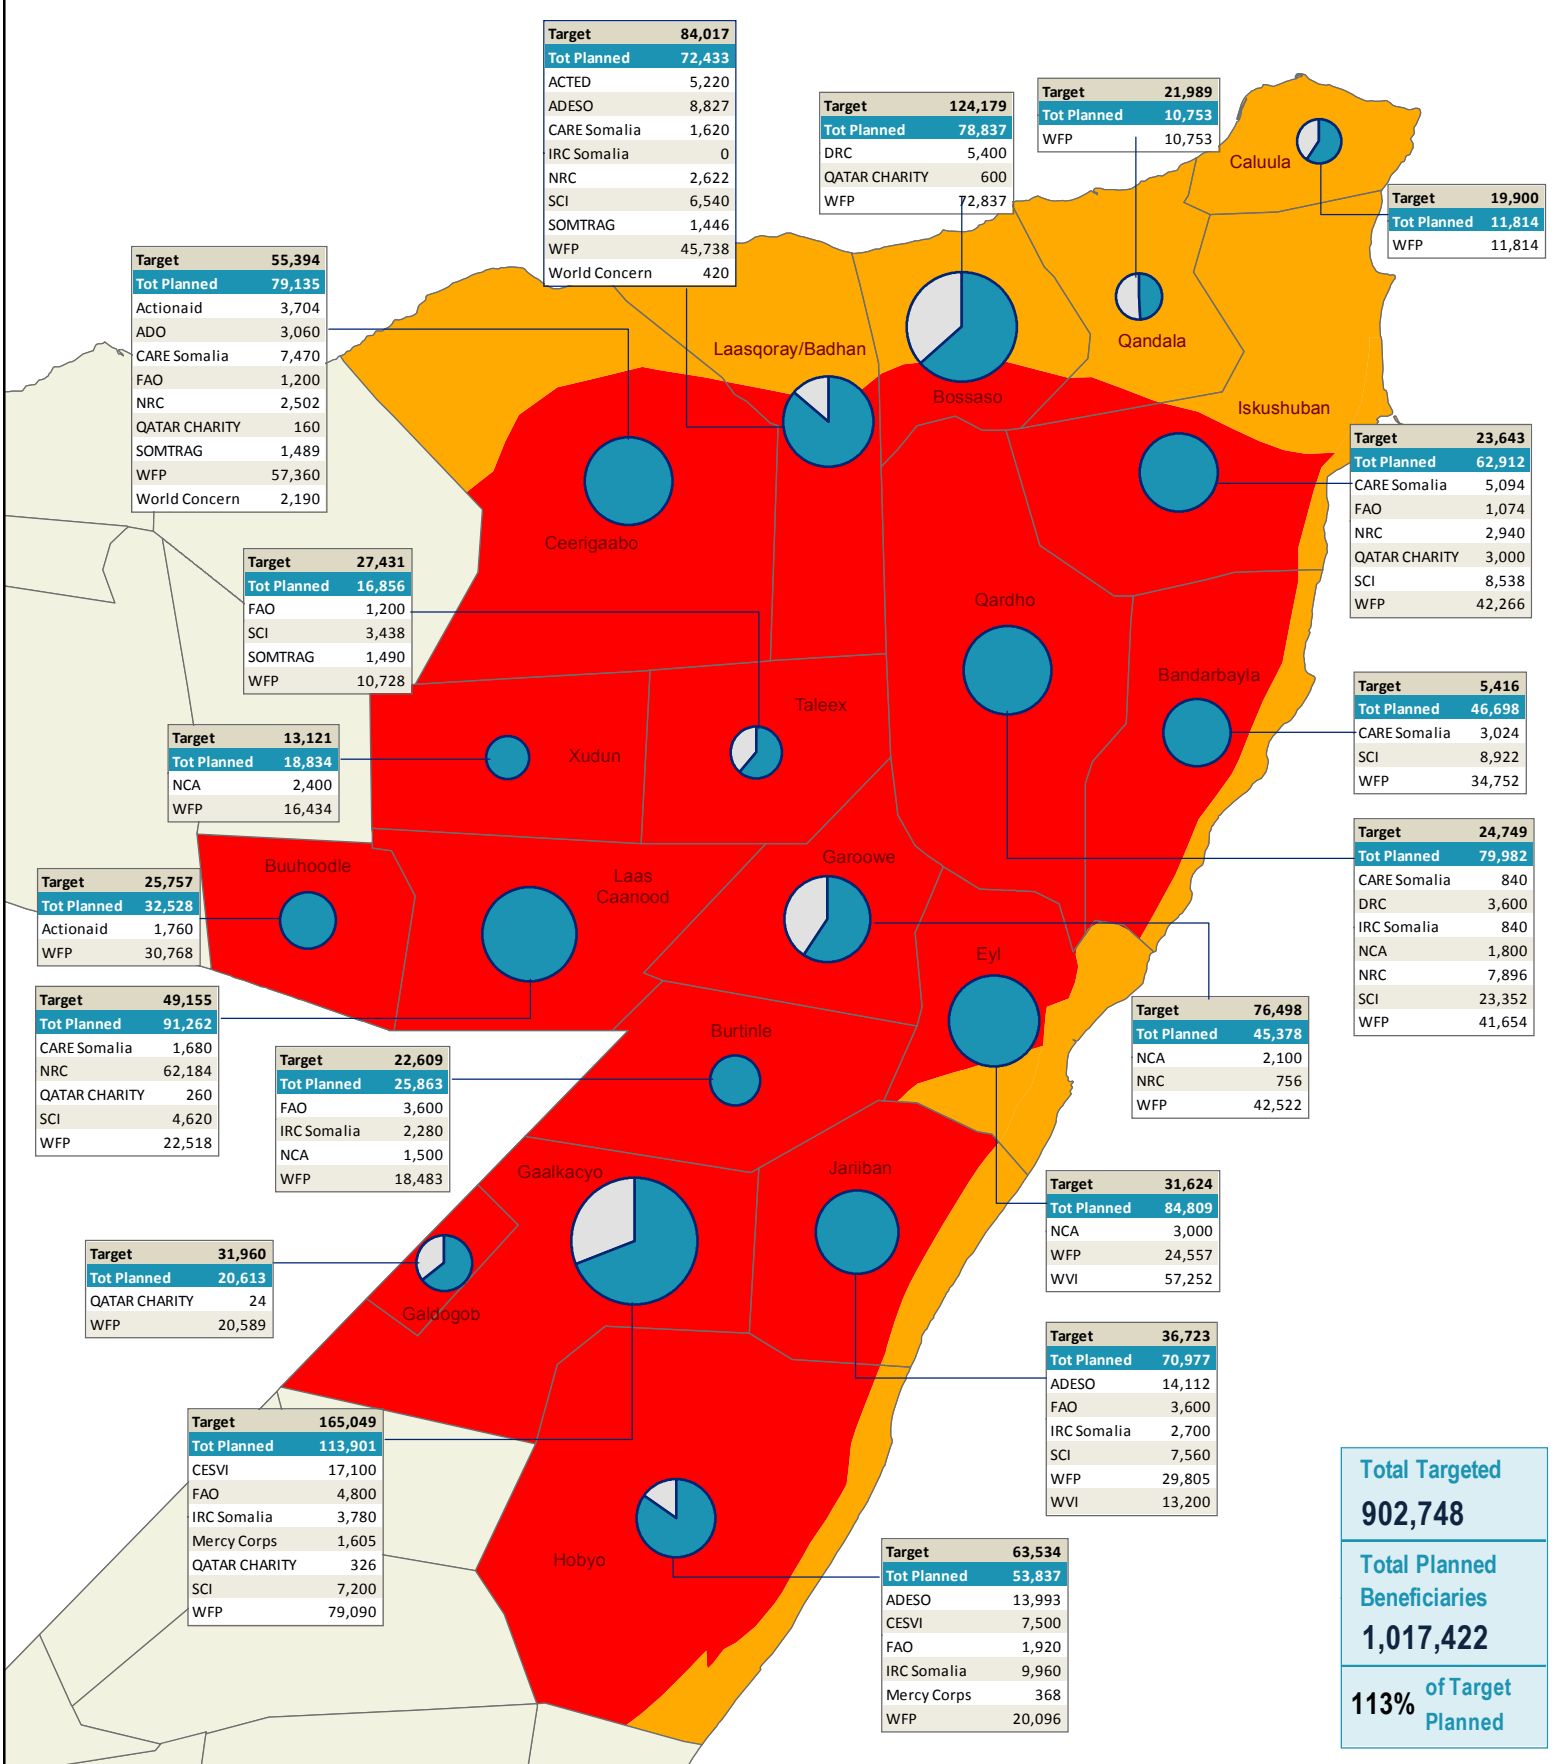 Target 84,017
Tot Planned 72,433
ACTED 5,220
ADESO 8,827
CARE Somalia 1,620
IRC Somalia 0
NRC 2,622
SCI 6,540
SOMTRAG 1,446
WFP 45,738
World Concern 420
Target 124,179
Tot Planned 78,837
DRC 5,400
QATAR CHARITY 600
WFP 72,837
Target 21,989
Tot Planned 10,753
WFP 10,753
Caluula
Target 19,900
Tot Planned 11,814
WFP 11,814
Target 55,394
Tot Planned 79,135
Actionaid 3,704
ADO 3,060
CARE Somalia 7,470
FAO 1,200
NRC 2,502
QATAR CHARITY 160
SOMTRAG 1,489
WFP 57,360
World Concern 2,190
Laasqoray/Badhan
Qandala
Bossaso
Iskushuban
Ceerigaabo
Target 23,643
Tot Planned 62,912
CARE Somalia 5,094
FAO 1,074
NRC 2,940
QATAR CHARITY 3,000
SCI 8,538
WFP 42,266
Target 27,431
Tot Planned 16,856
FAO 1,200
SCI 3,438
SOMTRAG 1,490
WFP 10,728
Qardho
Bandarbayla
Taleex
Xudun
Target 5,416
Tot Planned 46,698
CARE Somalia 3,024
SCI 8,922
WFP 34,752
Target 13,121
Tot Planned 18,834
NCA 2,400
WFP 16,434
Target 24,749
Tot Planned 79,982
CARE Somalia 840
DRC 3,600
IRC Somalia 840
NCA 1,800
NRC 7,896
SCI 23,352
WFP 41,654
Buuhoodle
Laas
Caanood
Garoowe
Target 25,757
Tot Planned 32,528
Actionaid 1,760
WFP 30,768
Eyl
Target 49,155
Tot Planned 91,262
CARE Somalia 1,680
NRC 62,184
QATAR CHARITY 260
SCI 4,620
WFP 22,518
Target 76,498
Tot Planned 45,378
NCA 2,100
NRC 756
WFP 42,522
Burtinle
Target 22,609
Tot Planned 25,863
FAO 3,600
IRC Somalia 2,280
NCA 1,500
WFP 18,483
Gaalkacyo
Jariiban
Target 31,624
Tot Planned 84,809
NCA 3,000
WFP 24,557
WVI 57,252
Target 31,960
Tot Planned 20,613
QATAR CHARITY 24
WFP 20,589
Galdogob
Target 36,723
Tot Planned 70,977
ADESO 14,112
FAO 3,600
IRC Somalia 2,700
SCI 7,560
WFP 29,805
WVI 13,200
Target 165,049
Tot Planned 113,901
CESVI 17,100
FAO 4,800
IRC Somalia 3,780
Mercy Corps 1,605
QATAR CHARITY 326
SCI 7,200
WFP 79,090
Hobyo
Target 63,534
Tot Planned 53,837
ADESO 13,993
CESVI 7,500
FAO 1,920
IRC Somalia 9,960
Mercy Corps 368
WFP 20,096
Total Targeted
902,748
Total Planned
Beneficiaries
1,017,422
113% of Target
Planned